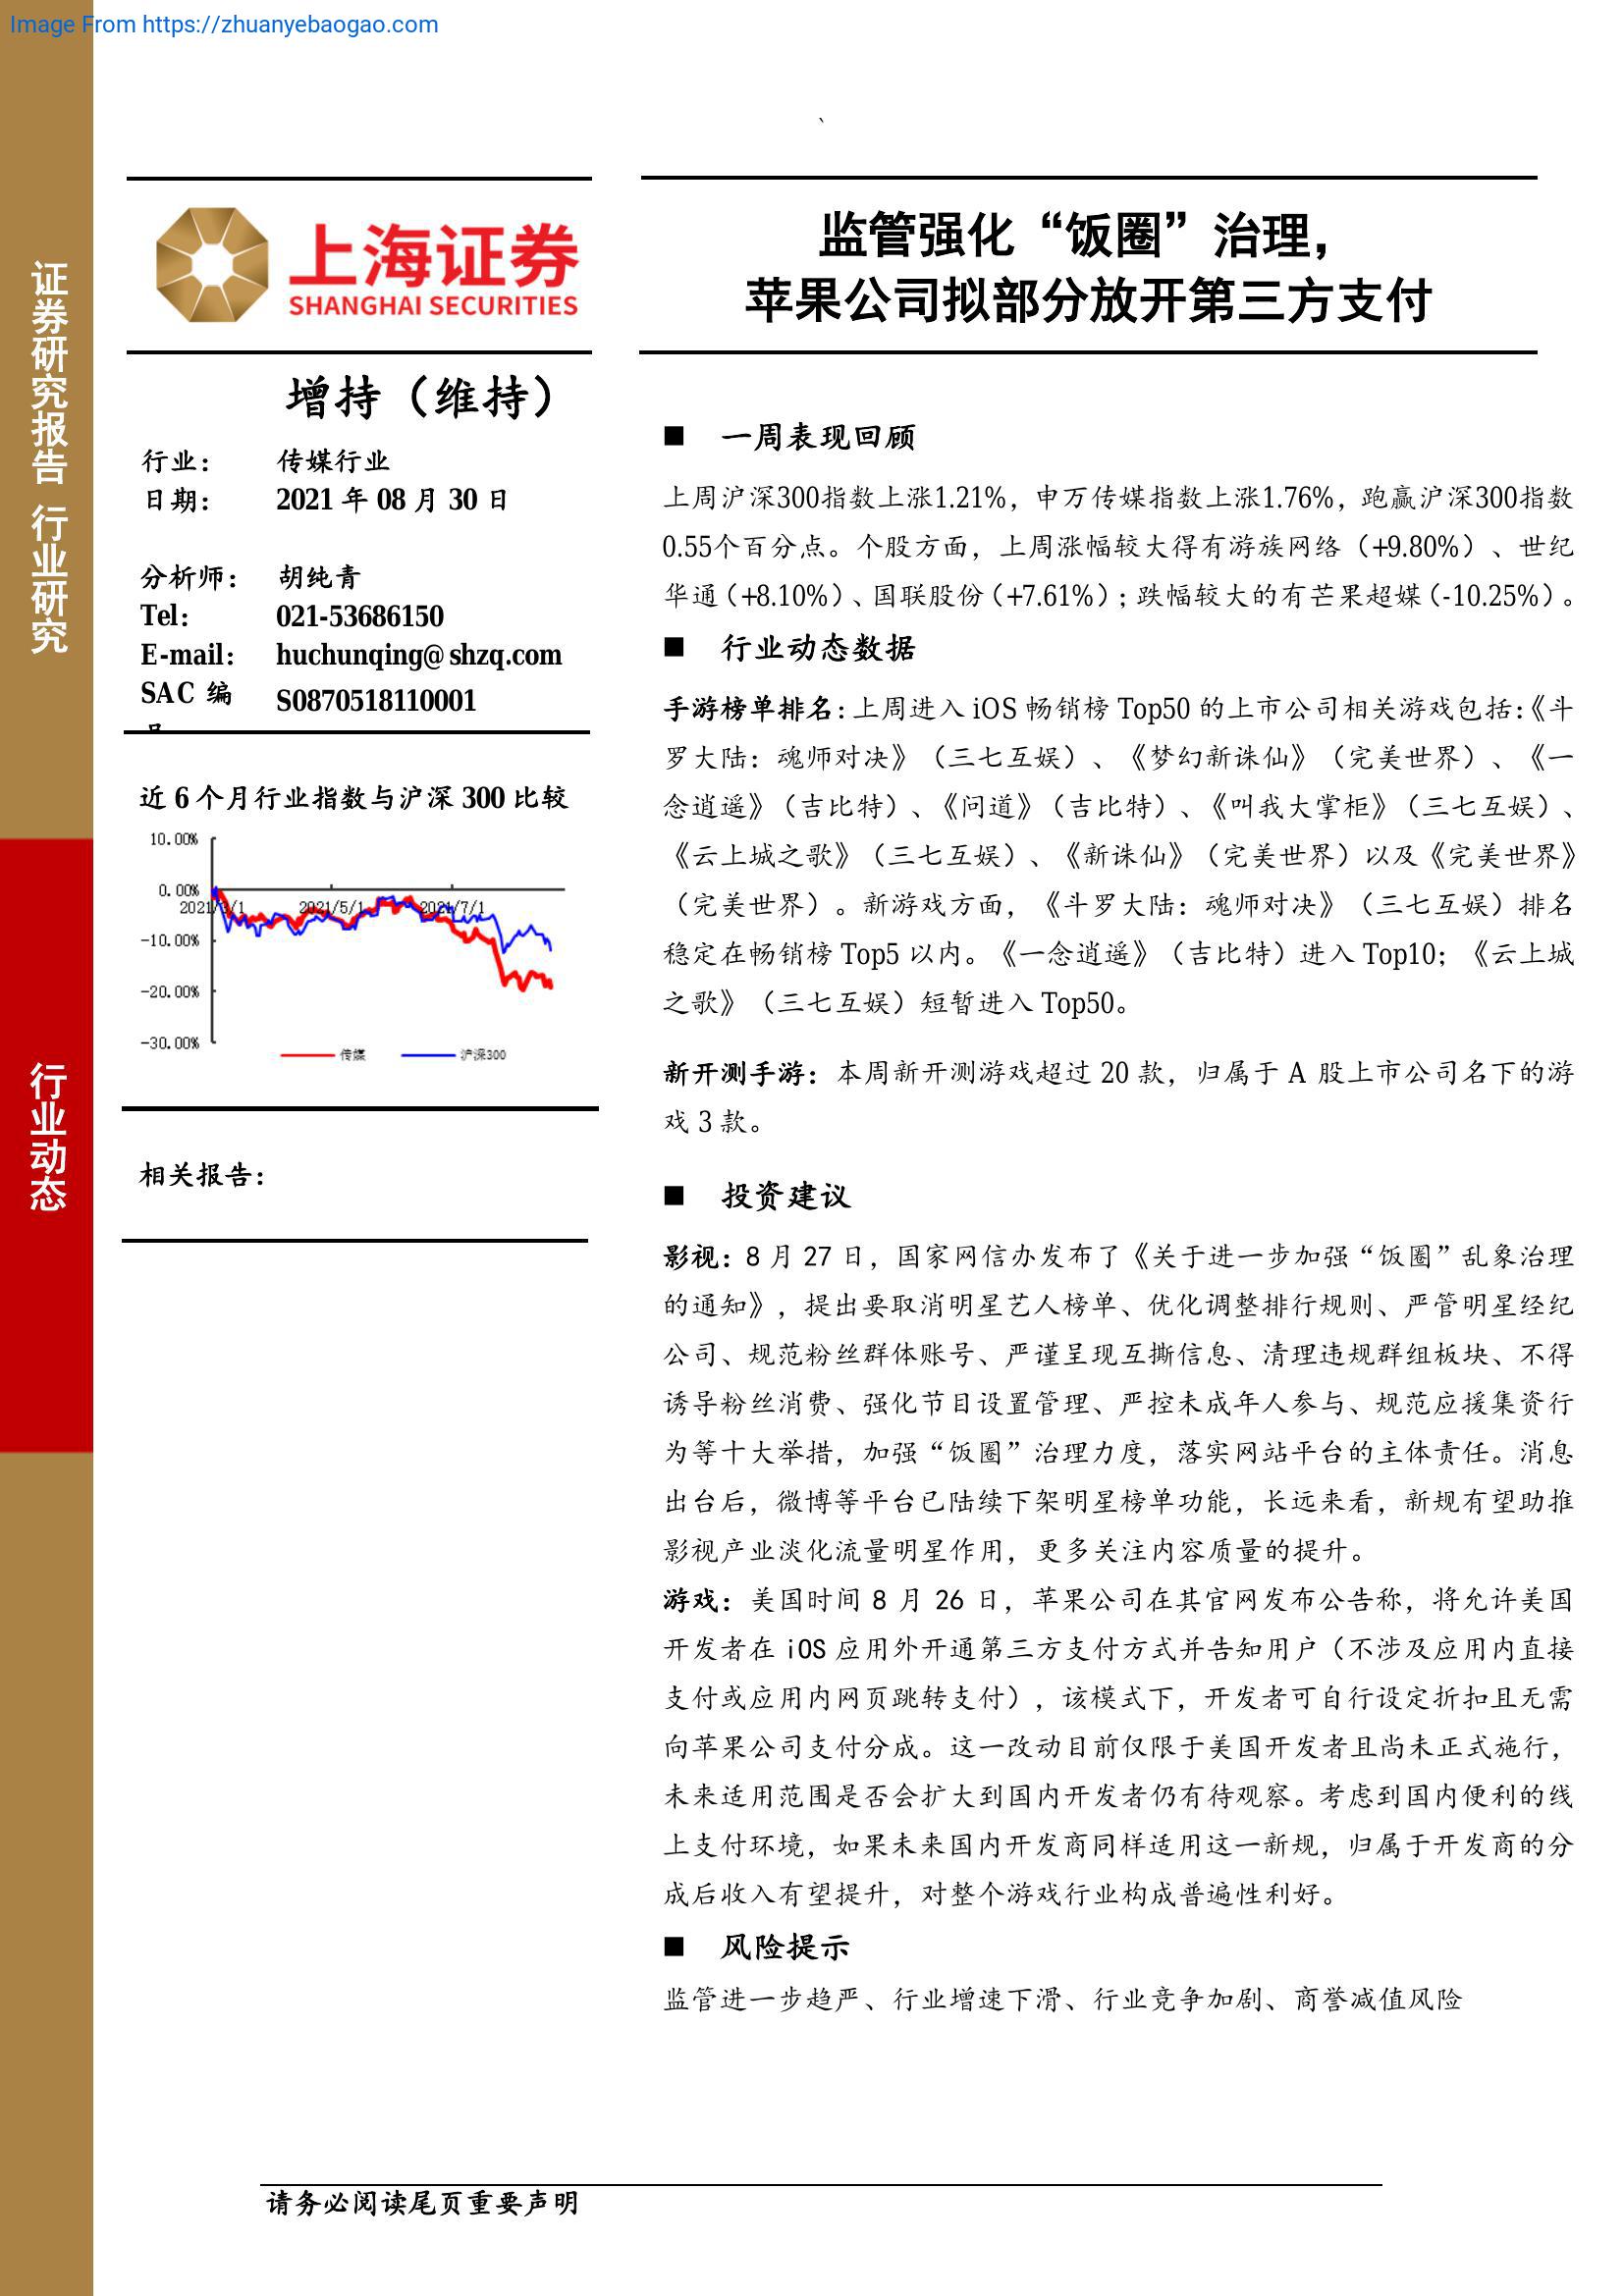 Image From https://zhuanyebaogao.com
、
证券研究报告 行业研究
行业动态
上海证券
SHANGHAI SECURITIES
增持（维持）
行业： 传媒行业
日期： 2021 年 08 月 30 日
分析师： 胡纯青
Tel： 021-53686150
E-mail： huchunqing@shzq.com
SAC 编 S0870518110001
近 6 个月行业指数与沪深 300 比较
10.00%
0.00%
2021/3/1 2021/5/1 2021/7/1
-10.00%
-20.00%
-30.00%
传媒 沪深300
相关报告：
监管强化“饭圈”治理，
苹果公司拟部分放开第三方支付
■ 一周表现回顾
上周沪深300指数上涨1.21%，申万传媒指数上涨1.76%，跑赢沪深300指数
0.55个百分点。个股方面，上周涨幅较大得有游族网络（+9.80%）、世纪
华通（+8.10%）、国联股份（+7.61%）；跌幅较大的有芒果超媒（-10.25%）。
■ 行业动态数据
手游榜单排名：上周进入 iOS 畅销榜 Top50 的上市公司相关游戏包括：《斗
罗大陆：魂师对决》（三七互娱）、《梦幻新诛仙》（完美世界）、《一
念逍遥》（吉比特）、《问道》（吉比特）、《叫我大掌柜》（三七互娱）、
《云上城之歌》（三七互娱）、《新诛仙》（完美世界）以及《完美世界》
（完美世界）。新游戏方面，《斗罗大陆：魂师对决》（三七互娱）排名
稳定在畅销榜 Top5 以内。《一念逍遥》（吉比特）进入 Top10；《云上城
之歌》（三七互娱）短暂进入 Top50。
新开测手游：本周新开测游戏超过 20 款，归属于 A 股上市公司名下的游
戏 3 款。
■ 投资建议
影视：8 月 27 日，国家网信办发布了《关于进一步加强“饭圈”乱象治理
的通知》，提出要取消明星艺人榜单、优化调整排行规则、严管明星经纪
公司、规范粉丝群体账号、严谨呈现互撕信息、清理违规群组板块、不得
诱导粉丝消费、强化节目设置管理、严控未成年人参与、规范应援集资行
为等十大举措，加强“饭圈”治理力度，落实网站平台的主体责任。消息
出台后，微博等平台已陆续下架明星榜单功能，长远来看，新规有望助推
影视产业淡化流量明星作用，更多关注内容质量的提升。
游戏：美国时间 8 月 26 日，苹果公司在其官网发布公告称，将允许美国
开发者在 iOS 应用外开通第三方支付方式并告知用户（不涉及应用内直接
支付或应用内网页跳转支付），该模式下，开发者可自行设定折扣且无需
向苹果公司支付分成。这一改动目前仅限于美国开发者且尚未正式施行，
未来适用范围是否会扩大到国内开发者仍有待观察。考虑到国内便利的线
上支付环境，如果未来国内开发商同样适用这一新规，归属于开发商的分
成后收入有望提升，对整个游戏行业构成普遍性利好。
■ 风险提示
监管进一步趋严、行业增速下滑、行业竞争加剧、商誉减值风险
请务必阅读尾页重要声明